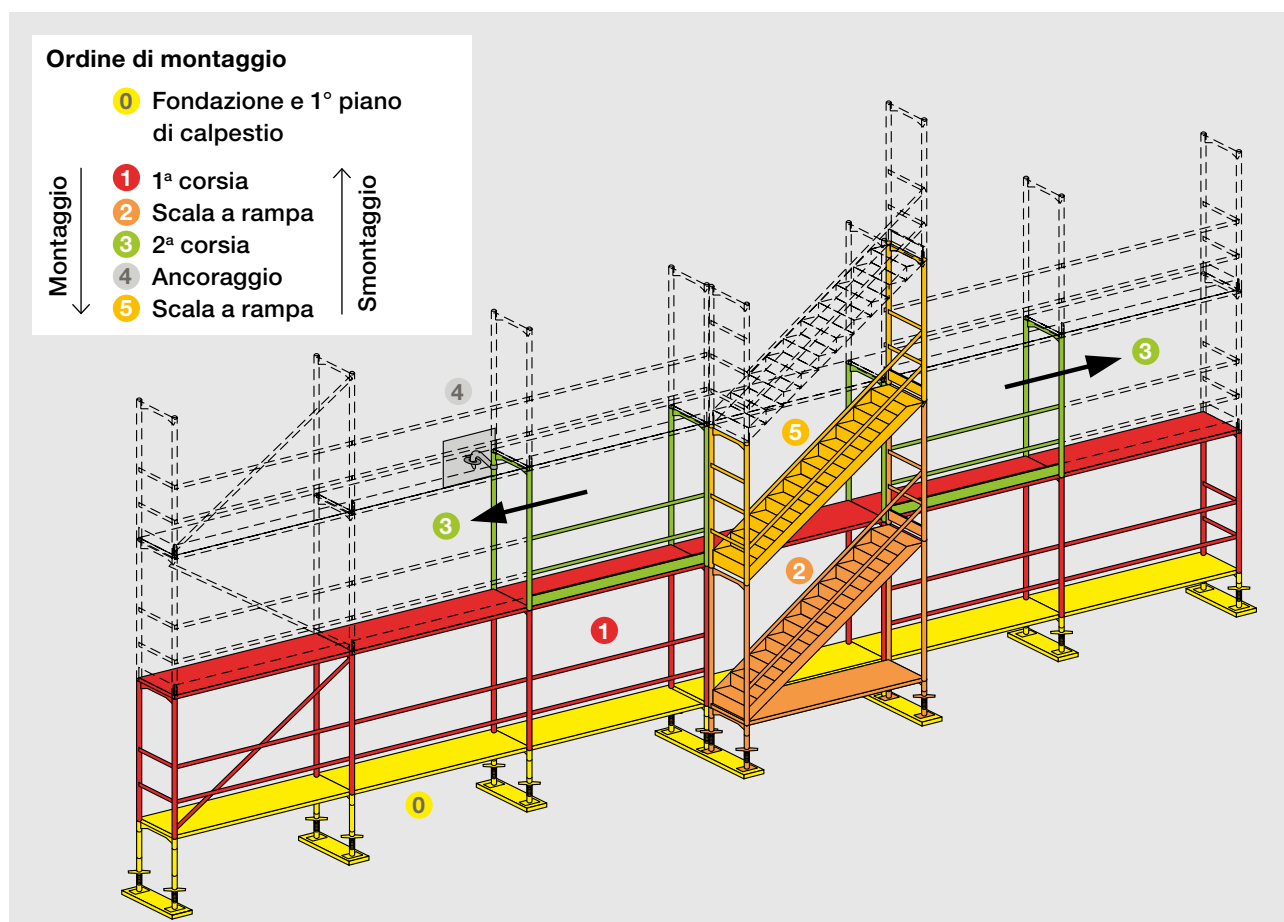 Ordine di montaggio
0 Fondazione e 1° piano
di calpestio
Montaggio
1 1ª corsia
2 Scala a rampa
3 2ª corsia
4 Ancoraggio
5 Scala a rampa
Smontaggio
4
3
5
3
2
1
0